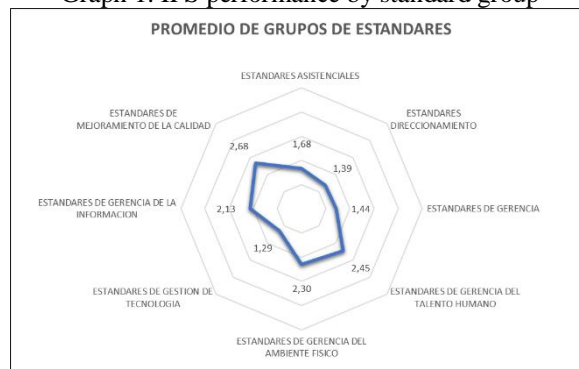 Graph 1. IPS performance by standard group
PROMEDIO DE GRUPOS DE ESTANDARES
ESTANDARES ASISTENCIALES
ESTANDARES DE
MEJORAMIENTO DE LA CALIDAD
ESTANDARES
DIRECCIONAMIENTO
2,68
1,68
1,39
ESTANDARES DE GERENCIA DE LA
INFORMACION
2,13
1,44
ESTANDARES DE GERENCIA
1,29
2,45
ESTANDARES DE GESTION DE
TECNOLOGIA
2,30
ESTANDARES DE GERENCIA DEL
TALENTO HUMANO
ESTANDARES DE GERENCIA DEL
AMBIENTE FISICO